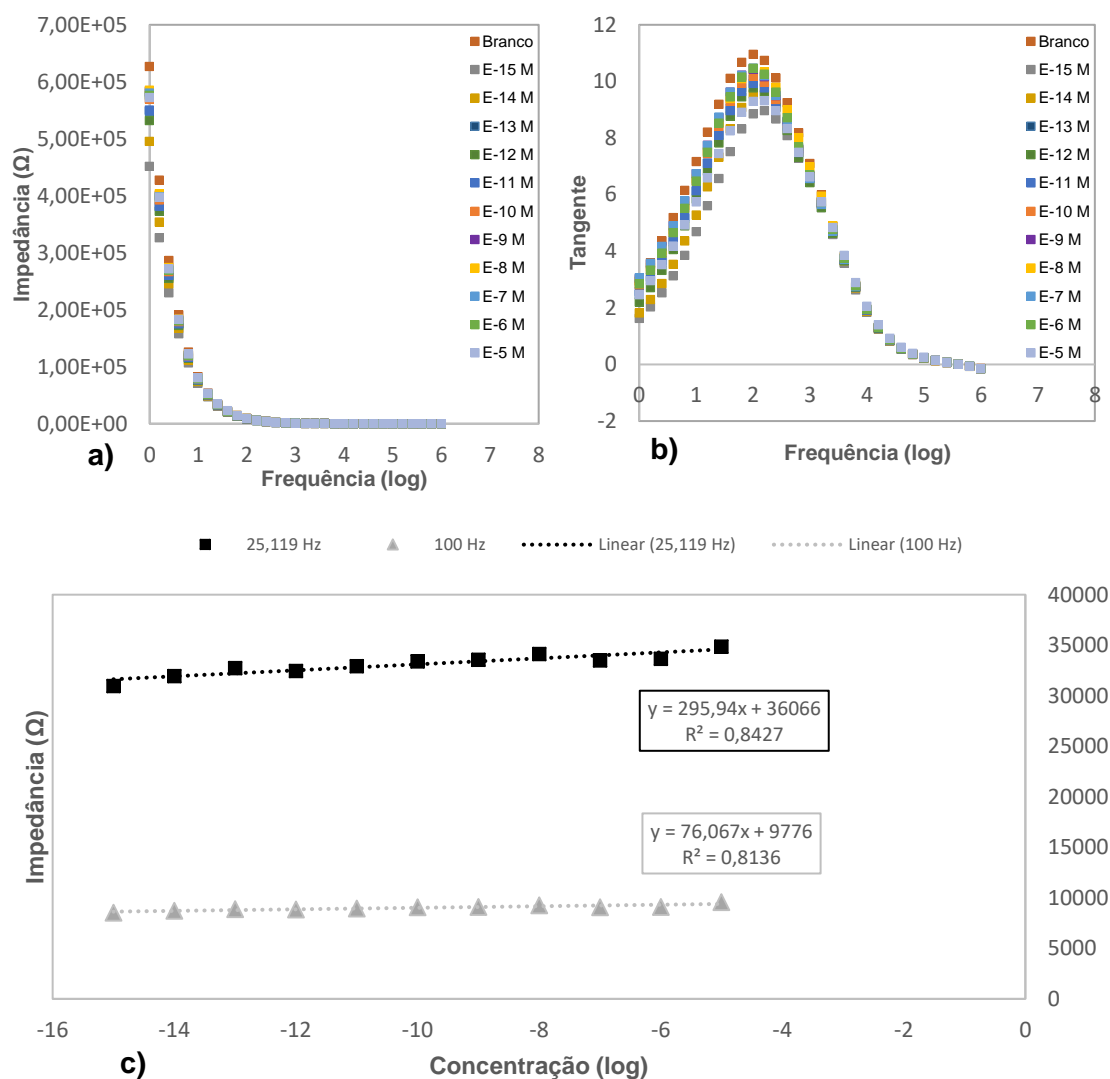 7,00E+05
6,00E+05
5,00E+05
4,00E+05
3,00E+05
2,00E+05
1,00E+05
0,00E+00
Impedância (Ω)
Branco
E-15 M
E-14 M
E-13 M
E-12 M
E-11 M
E-10 M
E-9 M
E-8 M
E-7 M
E-6 M
E-5 M
0 1 2 3 4 5 6 7 8
a)
Frequência (log)
12
10
8
6
4
2
0
-2
Tangente
Branco
E-15 M
E-14 M
E-13 M
E-12 M
E-11 M
E-10 M
E-9 M
E-8 M
E-7 M
E-6 M
E-5 M
0 1 2 3 4 5 6 7 8
b)
Frequência (log)
25,119 Hz 100 Hz Linear (25,119 Hz) Linear (100 Hz)
Impedância (Ω)
40000
35000
30000
25000
20000
15000
10000
5000
0
y = 295,94x + 36066
R² = 0,8427
y = 76,067x + 9776
R² = 0,8136
-16 -14 -12 -10 -8 -6 -4 -2 0
c)
Concentração (log)